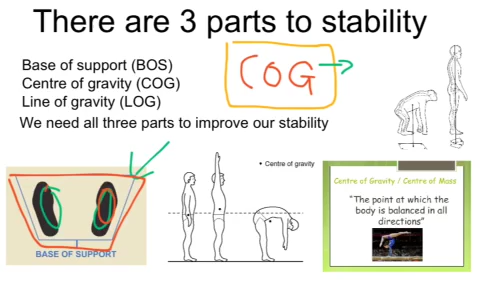 There are 3 parts to stability
Base of support (BOS)
Centre of gravity (COG)
Line of gravity (LOG)
COG
We need all three parts to improve our stability
BASE OF SUPPORT
• Centre of gravity
Centre of Gravity / Centre of Mass
"The point at which the
body is balanced in all
directions"